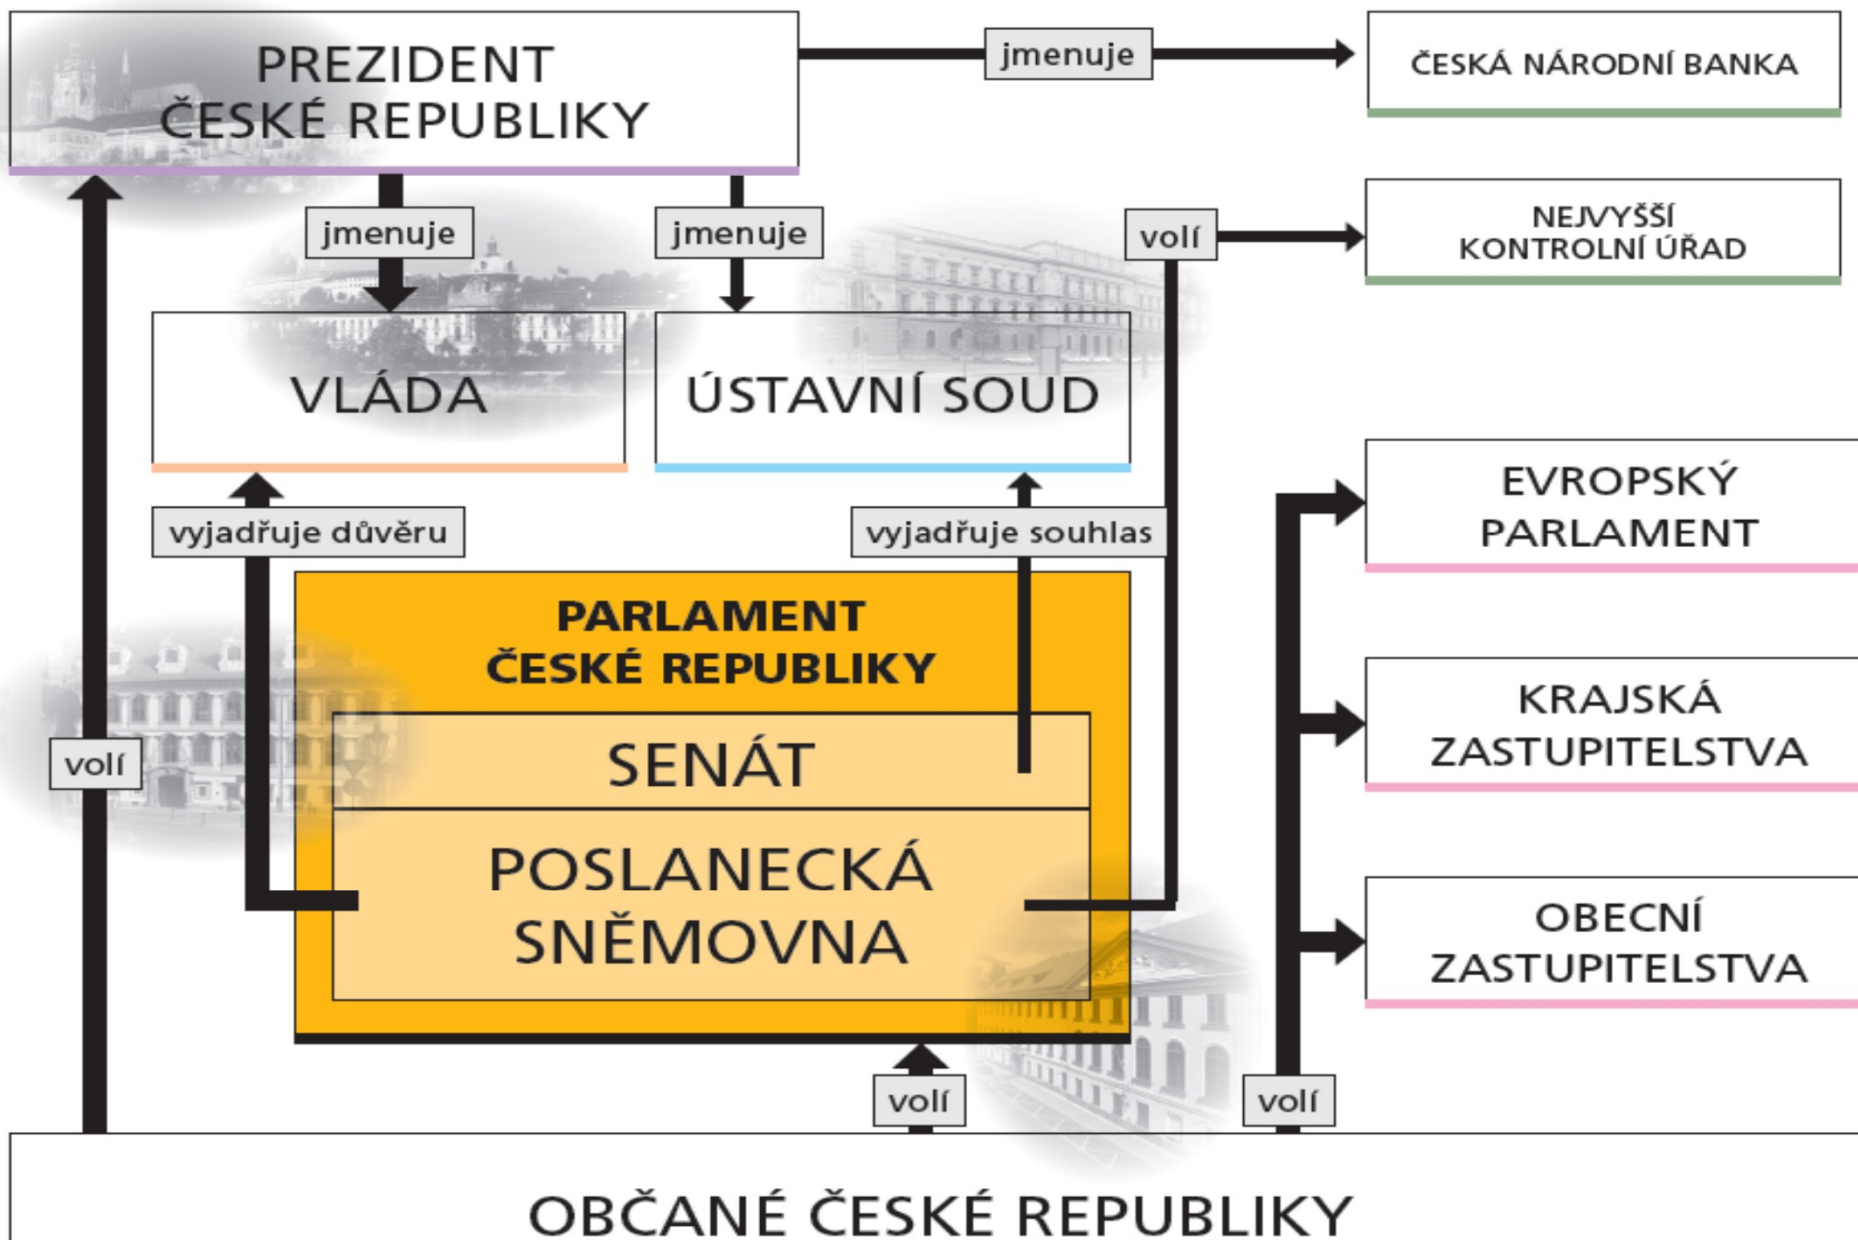 PREZIDENT
ČESKÉ REPUBLIKY
jmenuje
ČESKÁ NÁRODNÍ BANKA
jmenuje
jmenuje
volí
NEJVYŠŠÍ
KONTROLNÍ ÚŘAD
VLÁDA
ÚSTAVNÍ SOUD
vyjadřuje důvěru
vyjadřuje souhlas
EVROPSKÝ
PARLAMENT
PARLAMENT
ČESKÉ REPUBLIKY
SENÁT
POSLANECKÁ
SNĚMOVNA
volí
KRAJSKÁ
ZASTUPITELSTVA
OBECNÍ
ZASTUPITELSTVA
volí
volí
OBČANÉ ČESKÉ REPUBLIKY